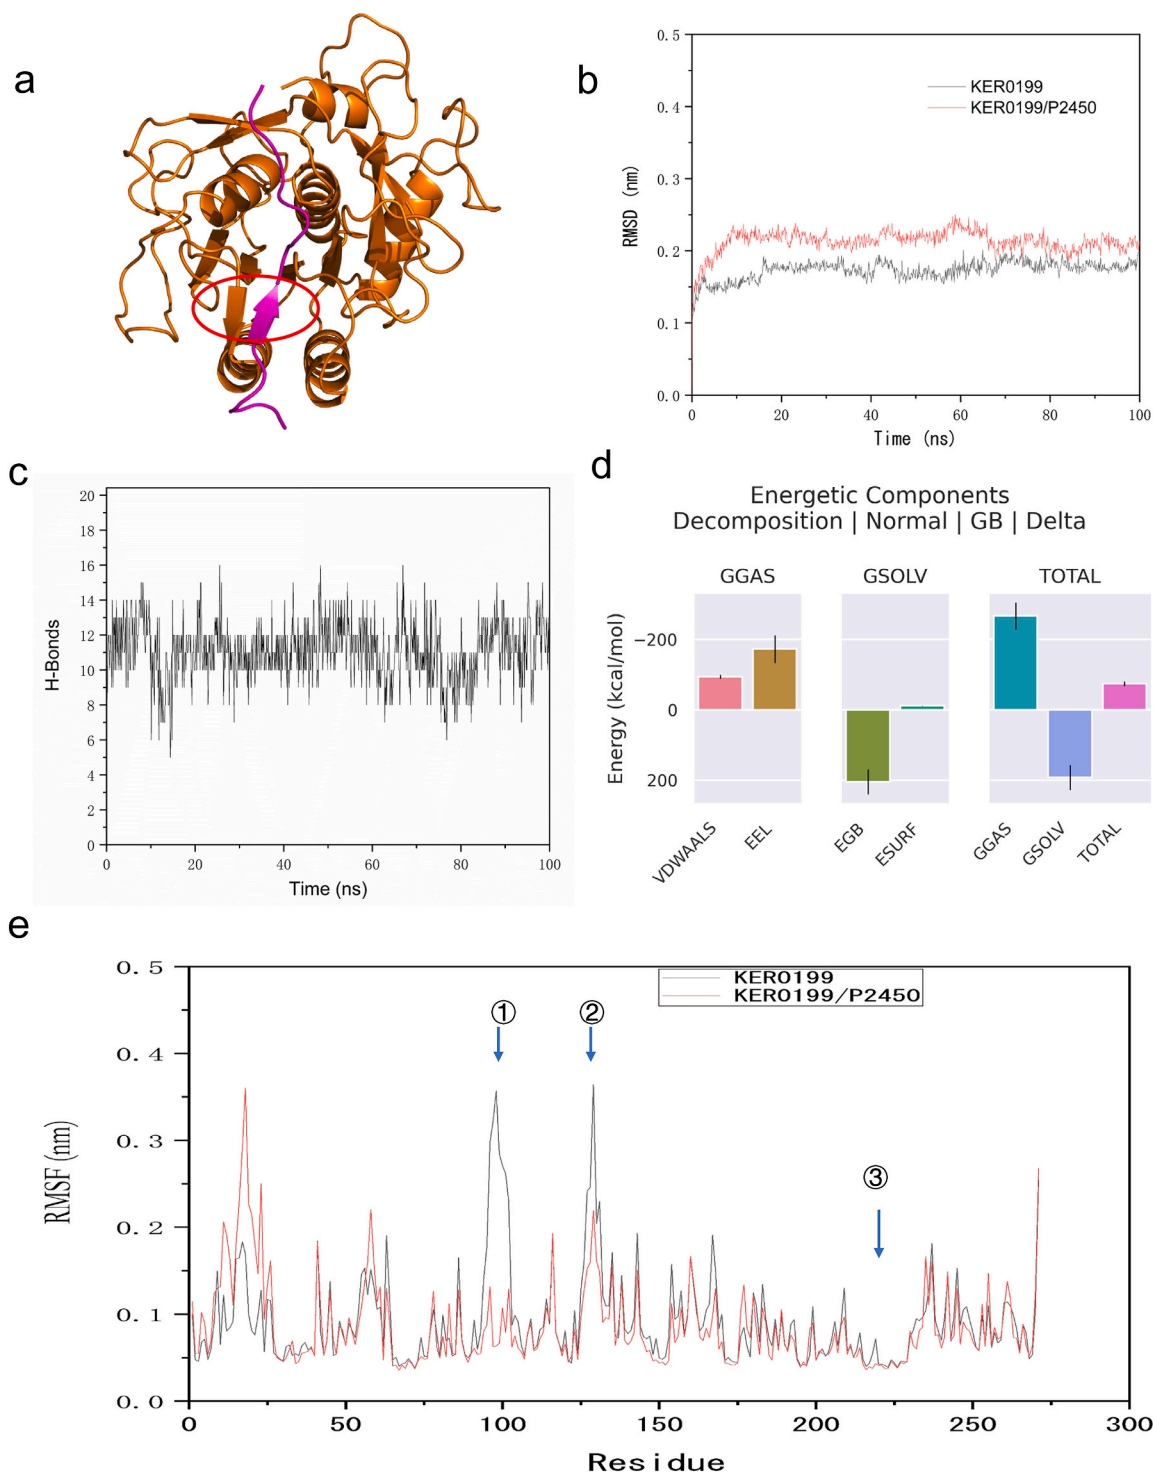 a
b
0.5
0.4
0.3
0.2
0.1
0.0
RMSD (nm)
KER0199
KER0199/P2450
0 20 40 60 80 100
Time (ns)
c
20
18
16
14
12
10
8
6
4
2
0
H-Bonds
0 20 40 60 80 100
Time (ns)
d
Energetic Components
Decomposition | Normal | GB | Delta
GGAS GSOLV TOTAL
−200
0
200
Energy (kcal/mol)
VDWAALS EEL EGB ESURF GGAS GSOLV TOTAL
e
0.5
0.4
0.3
0.2
0.1
0.0
RMSF (nm)
KER0199
KER0199/P2450
① ②
③
0 50 100 150 200 250 300
Residue